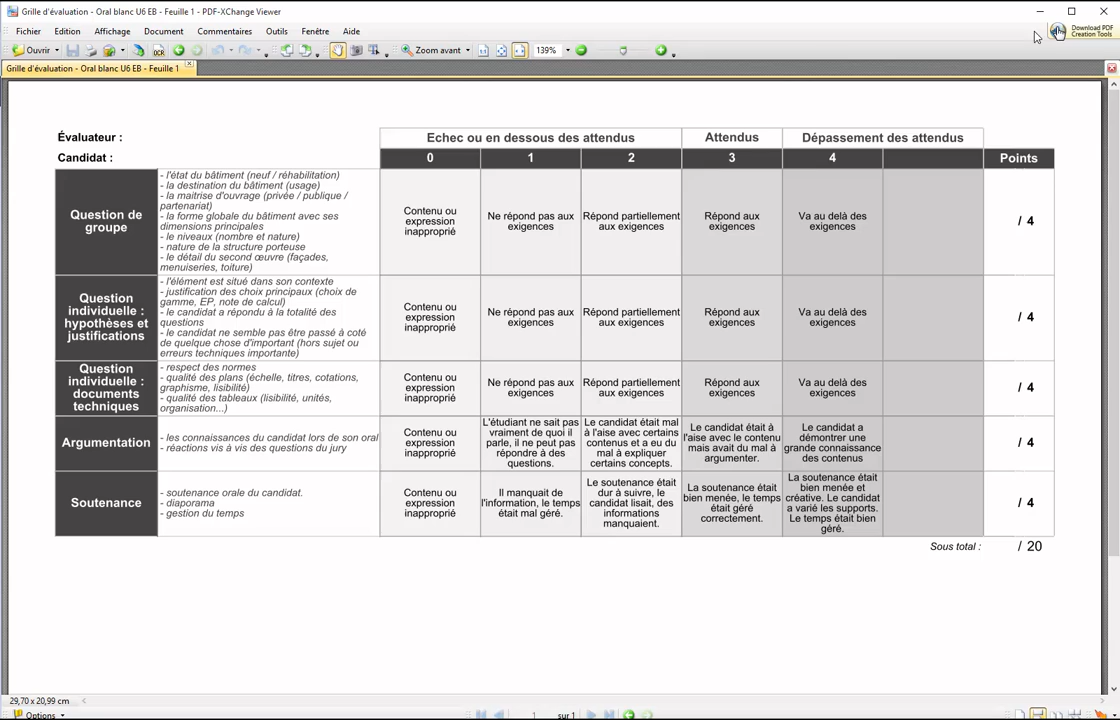 Grille d'évaluation - Oral blanc U6 EB - Feuille 1 - PDF-XChange Viewer
Fichier Edition Affichage Document Commentaires Outils Fenêtre Aide
Download PDF
Creation Tools
Ouvrir OCR Zoom avant 139%
Grille d'évaluation - Oral blanc U6 EB - Feuille 1
Évaluateur :
Candidat :
Echec ou en dessous des attendus Attendus Dépassement des attendus
0 1 2 3 4 Points
Question de
groupe
- l'état du bâtiment (neuf / réhabilitation)
- la destination du bâtiment (usage)
- la maitrise d'ouvrage (privée / publique /
partenariat)
- la forme globale du bâtiment avec ses
dimensions principales
- le niveaux (nombre et nature)
- nature de la structure porteuse
- le détail du second œuvre (façades,
menuiseries, toiture)
Contenu ou
expression
inapproprié
Ne répond pas aux
exigences
Répond partiellement
aux exigences
Répond aux
exigences
Va au delà des
exigences
/ 4
Question
individuelle :
hypothèses et
justifications
- l'élément est situé dans son contexte
- justification des choix principaux (choix de
gamme, EP, note de calcul)
- le candidat a répondu à la totalité des
questions
- le candidat ne semble pas être passé à coté
de quelque chose d'important (hors sujet ou
erreurs techniques importante)
Contenu ou
expression
inapproprié
Ne répond pas aux
exigences
Répond partiellement
aux exigences
Répond aux
exigences
Va au delà des
exigences
/ 4
Question
individuelle :
documents
techniques
- respect des normes
- qualité des plans (échelle, titres, cotations,
graphisme, lisibilité)
- qualité des tableaux (lisibilité, unités,
organisation...)
Contenu ou
expression
inapproprié
Ne répond pas aux
exigences
Répond partiellement
aux exigences
Répond aux
exigences
Va au delà des
exigences
/ 4
Argumentation
- les connaissances du candidat lors de son oral
- réactions vis à vis des questions du jury
Contenu ou
expression
inapproprié
L'étudiant ne sait pas
vraiment de quoi il
parle, il ne peut pas
répondre à des
questions.
Le candidat était mal
à l'aise avec certains
contenus et a eu du
mal à expliquer
certains concepts.
Le candidat était à
l'aise avec le contenu
mais avait du mal à
argumenter.
Le candidat a
démontrer une
grande connaissance
des contenus
/ 4
Soutenance
- soutenance orale du candidat.
- diaporama
- gestion du temps
Contenu ou
expression
inapproprié
Il manquait de
l'information, le temps
était mal géré.
Le soutenance était
dur à suivre, le
candidat lisait, des
informations
manquaient.
La soutenance était
bien menée, le temps
était géré
correctement.
La soutenance était
bien menée et
créative. Le candidat
a varié les supports.
Le temps était bien
géré.
/ 4
Sous total : / 20
29,70 x 20,99 cm
Options 1 sur 1